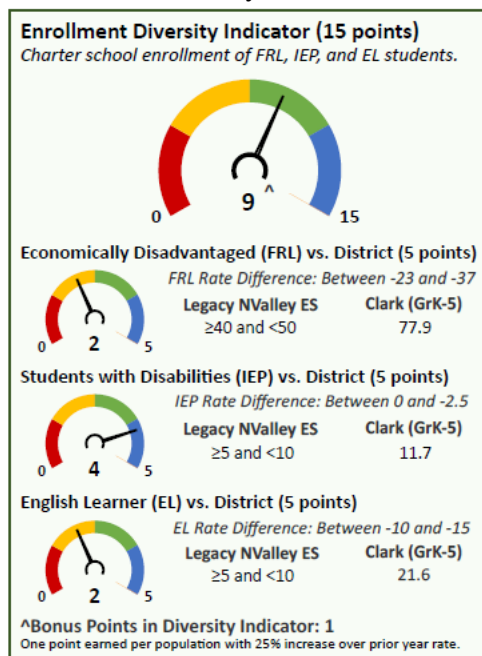 Enrollment Diversity Indicator (15 points)
Charter school enrollment of FRL, IEP, and EL students.
0 9 ^ 15
Economically Disadvantaged (FRL) vs. District (5 points)
FRL Rate Difference: Between -23 and -37
Legacy NValley ES Clark (GrK-5)
≥40 and <50 77.9
0 2 5
Students with Disabilities (IEP) vs. District (5 points)
IEP Rate Difference: Between 0 and -2.5
Legacy NValley ES Clark (GrK-5)
≥5 and <10 11.7
0 4 5
English Learner (EL) vs. District (5 points)
EL Rate Difference: Between -10 and -15
Legacy NValley ES Clark (GrK-5)
≥5 and <10 21.6
0 2 5
^Bonus Points in Diversity Indicator: 1
One point earned per population with 25% increase over prior year rate.